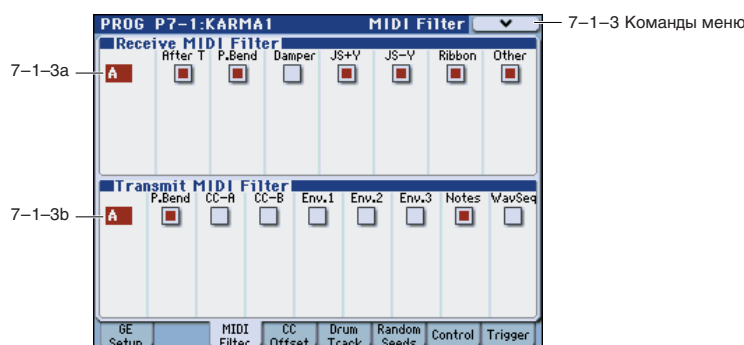 PROG P7-1:KARMA1 MIDI Filter
7–1–3 Команды меню
Receive MIDI Filter
After T P.Bend Damper JS+Y JS-Y Ribbon Other
7–1–3a
A
Transmit MIDI Filter
P.Bend CC-A CC-B Env.1 Env.2 Env.3 Notes WavSeq
7–1–3b
A
GE Setup
MIDI Filter
CC Offset
Drum Track
Random Seeds
Control
Trigger